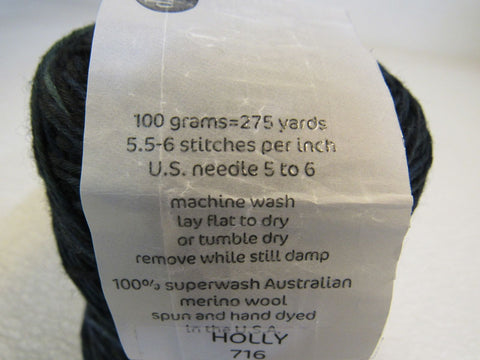 100 grams=275 yards
5.5-6 stitches per inch
U.S. needle 5 to 6
machine wash
lay flat to dry
or tumble dry
remove while still damp
100% superwash Australian
merino wool
spun and hand dyed
in the U.S.A.
HOLLY
716